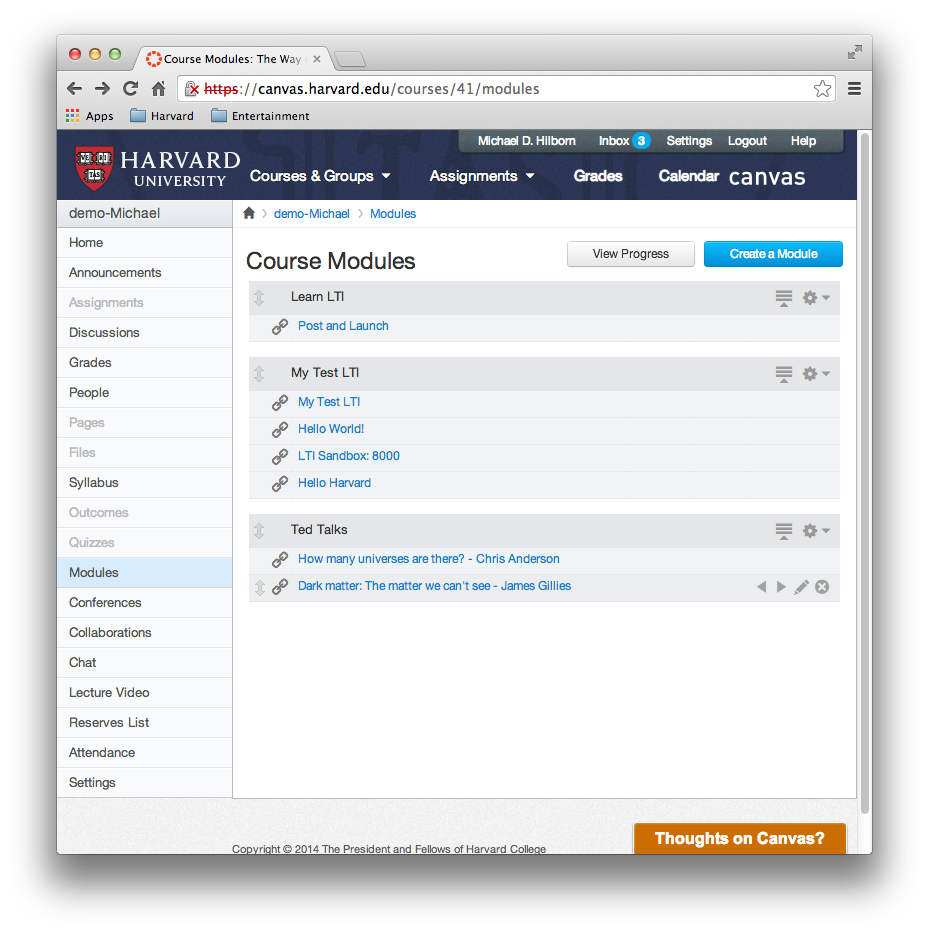 Course Modules: The Way
https://canvas.harvard.edu/courses/41/modules
Apps Harvard Entertainment
Michael D. Hilborn Inbox 3 Settings Logout Help
VE RI TAS HARVARD UNIVERSITY
Courses & Groups Assignments Grades Calendar canvas
demo-Michael
Home
Announcements
Assignments
Discussions
Grades
People
Pages
Files
Syllabus
Outcomes
Quizzes
Modules
Conferences
Collaborations
Chat
Lecture Video
Reserves List
Attendance
Settings
demo-Michael Modules
Course Modules
View Progress Create a Module
Learn LTI
Post and Launch
My Test LTI
My Test LTI
Hello World!
LTI Sandbox: 8000
Hello Harvard
Ted Talks
How many universes are there? - Chris Anderson
Dark matter: The matter we can't see - James Gillies
Copyright © 2014 The President and Fellows of Harvard College
Thoughts on Canvas?